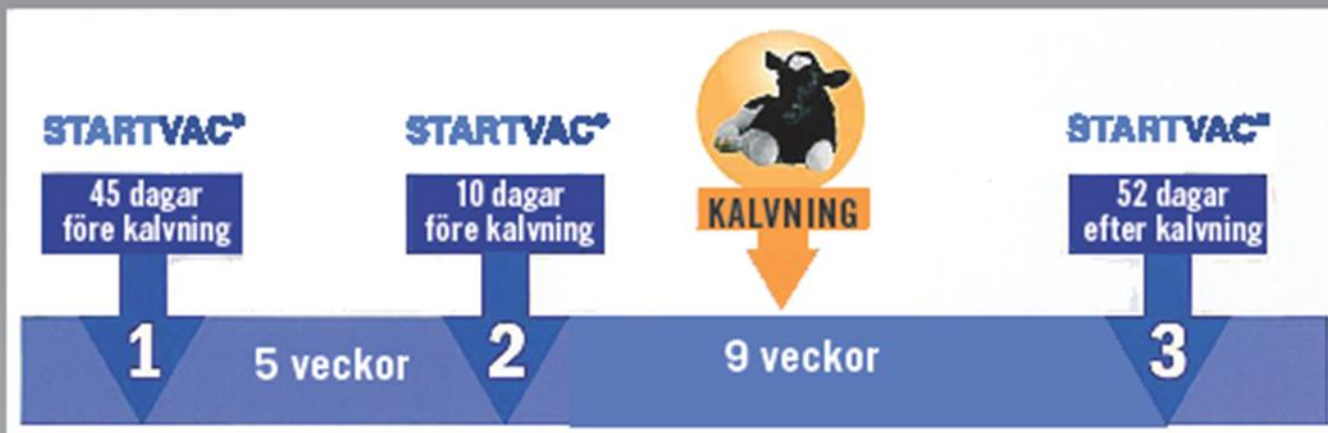 STARTVAC®
45 dagar
före kalvning
STARTVAC®
10 dagar
före kalvning
KALVNING
STARTVAC®
52 dagar
efter kalvning
1
5 veckor
2
9 veckor
3